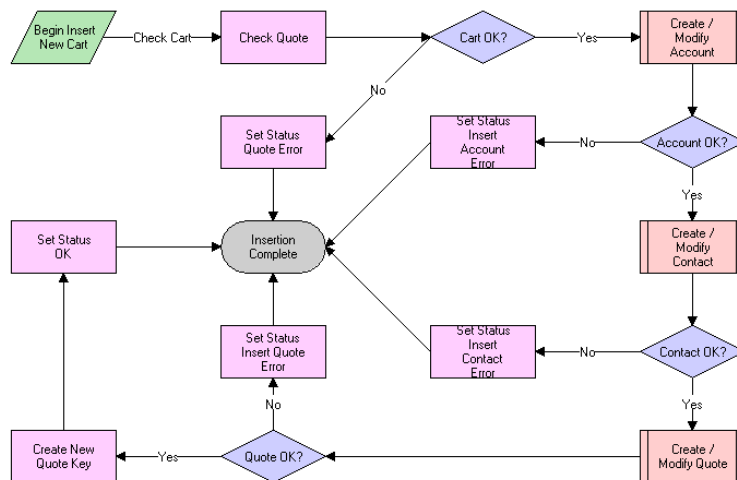 Begin Insert
New Cart
Check Cart
Check Quote
Cart OK?
Yes
Create /
Modify
Account
No
Set Status
Quote Error
Set Status
Insert
Account
Error
No
Account OK?
Yes
Set Status
OK
Insertion
Complete
Create /
Modify
Contact
Set Status
Insert Quote
Error
Set Status
Insert
Contact
Error
No
Contact OK?
Yes
No
Create New
Quote Key
Yes
Quote OK?
Create /
Modify Quote